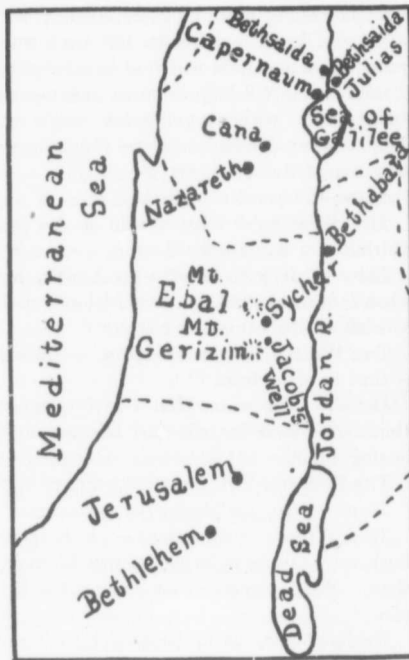 Bethsaida
Capernaum
Bethsaida
Julias
Sea of
Galilee
Cana
Nazareth
Mediterranean
Sea
Bethabara
Mt.
Ebal
Sychar
Mt.
Gerizim
Jacob's
Well
Jordan R.
Jerusalem
Bethlehem
Dead Sea